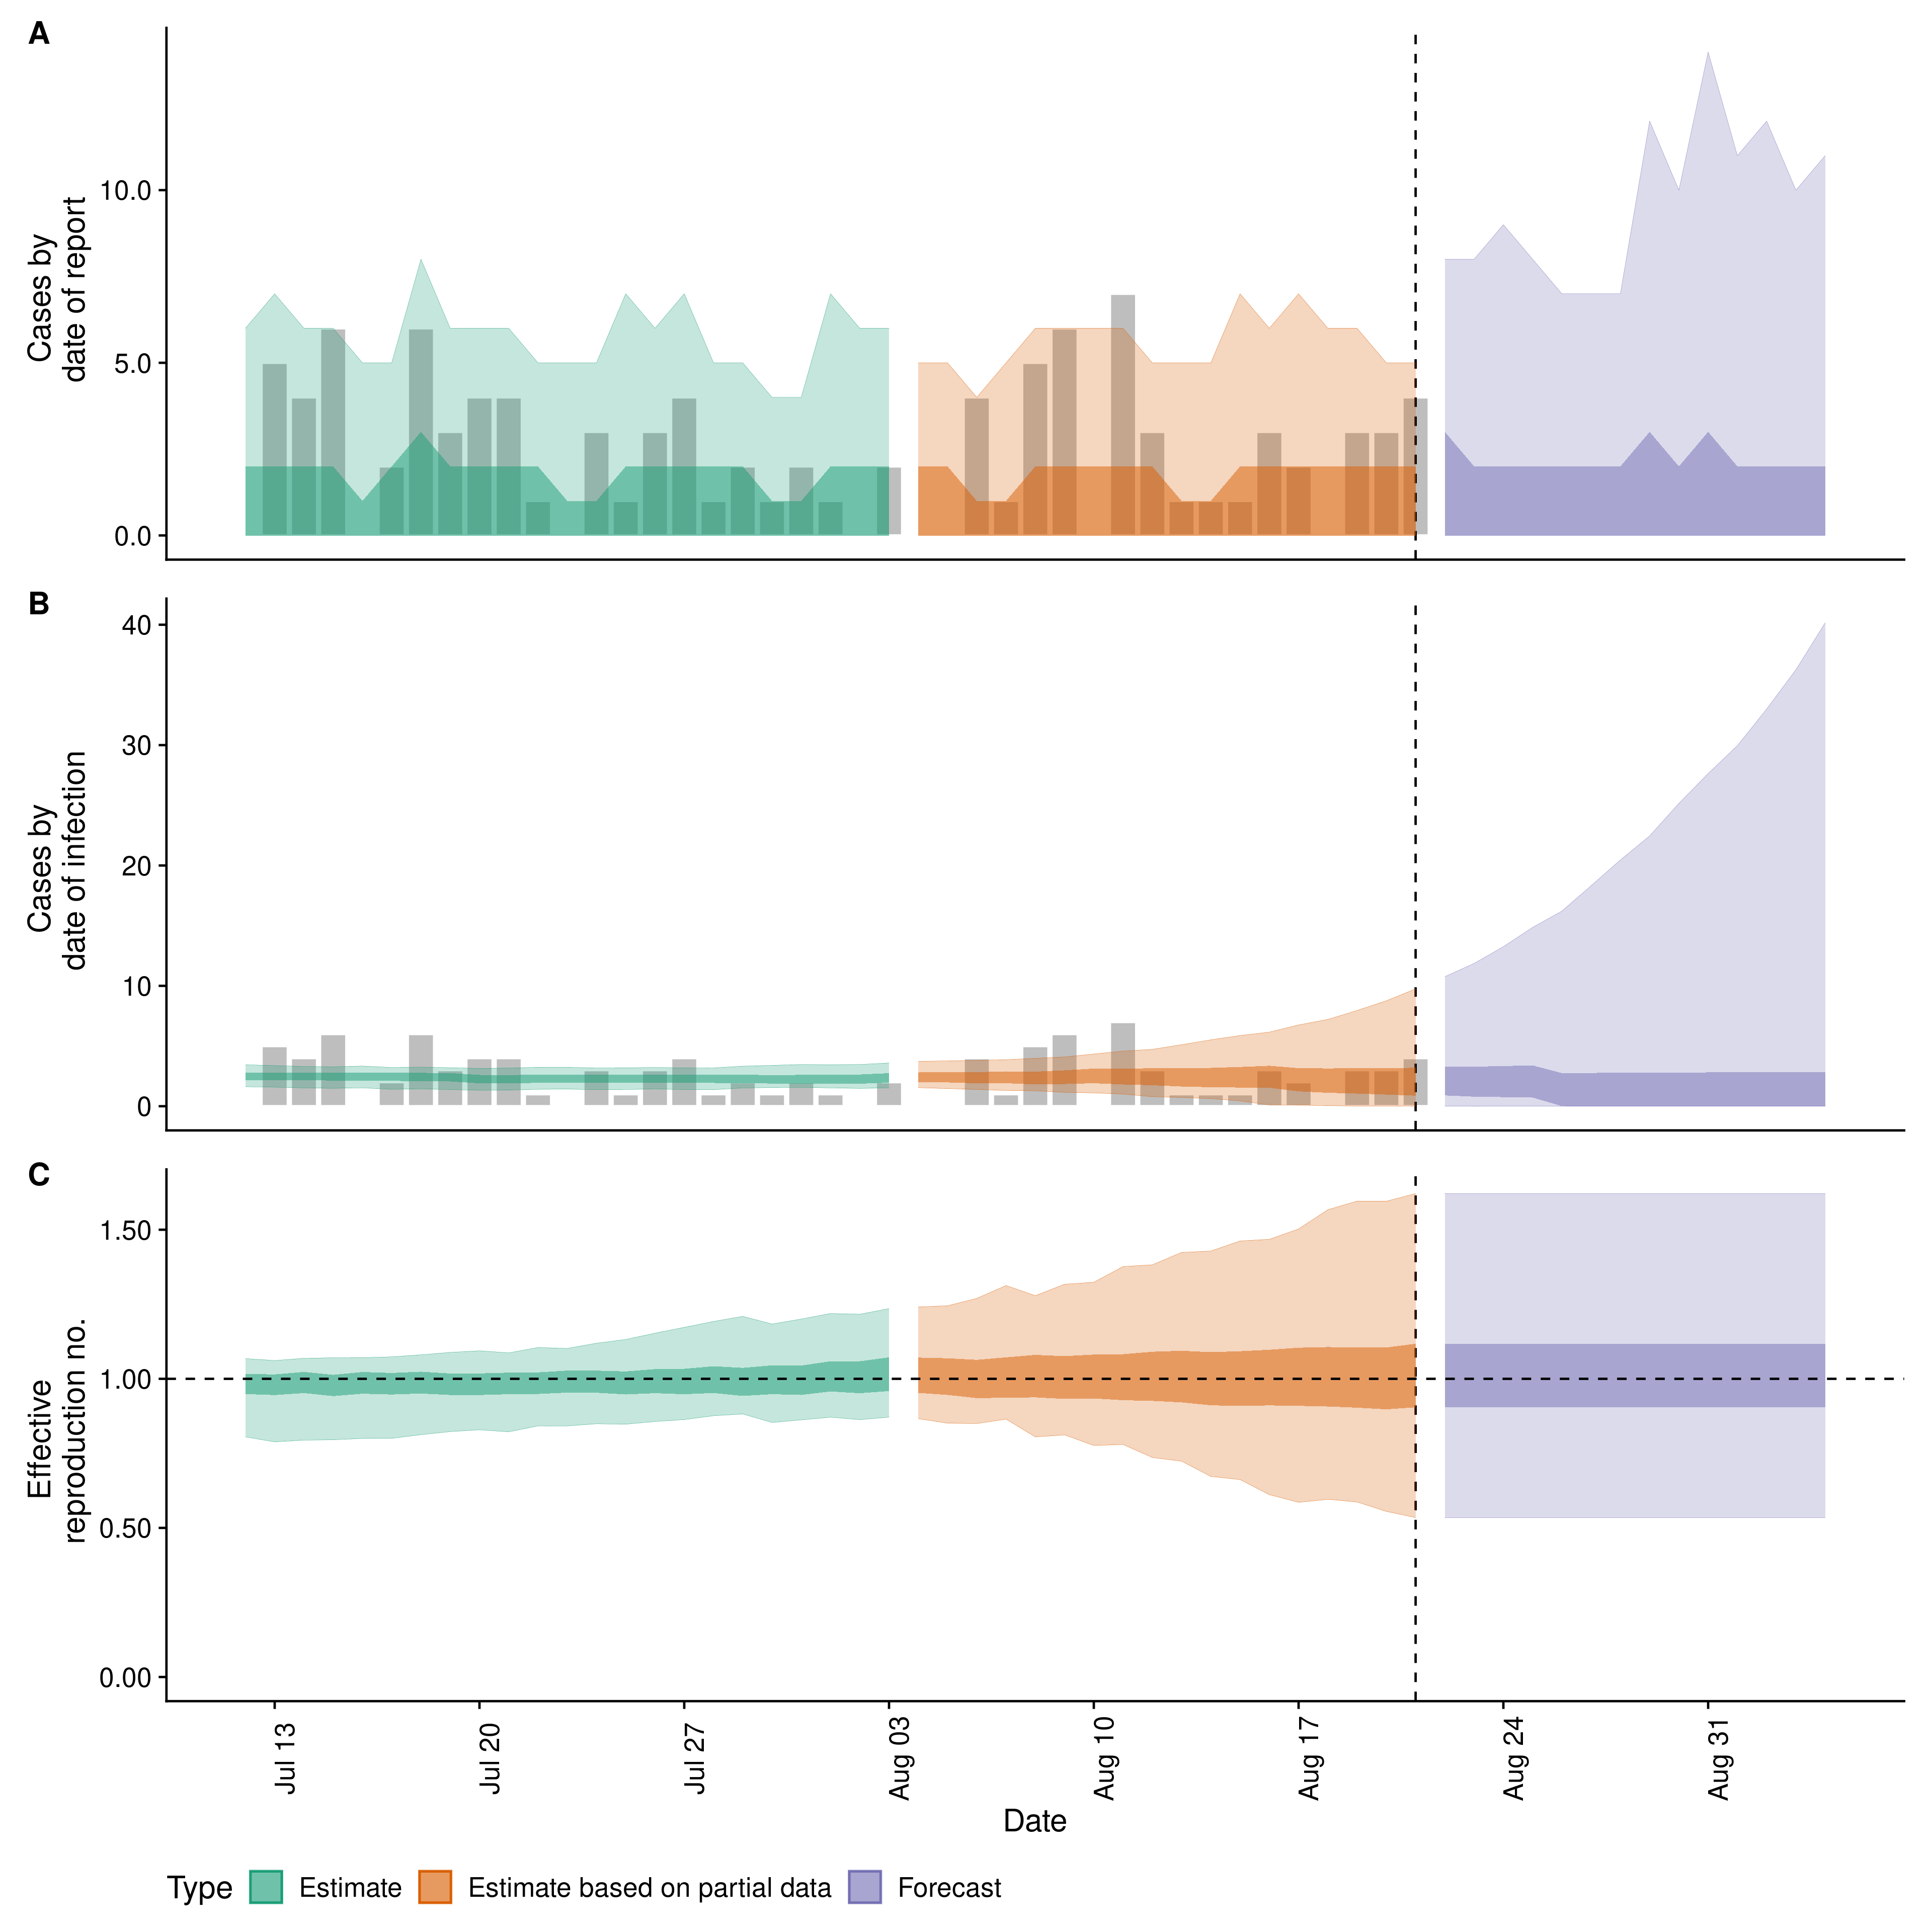 A
Cases by
date of report
10.0
5.0
0.0
B
Cases by
date of infection
40
30
20
10
0
C
Effective
reproduction no.
1.50
1.00
0.50
0.00
Jul 13
Jul 20
Jul 27
Aug 03
Aug 10
Aug 17
Aug 24
Aug 31
Date
Type Estimate Estimate based on partial data Forecast